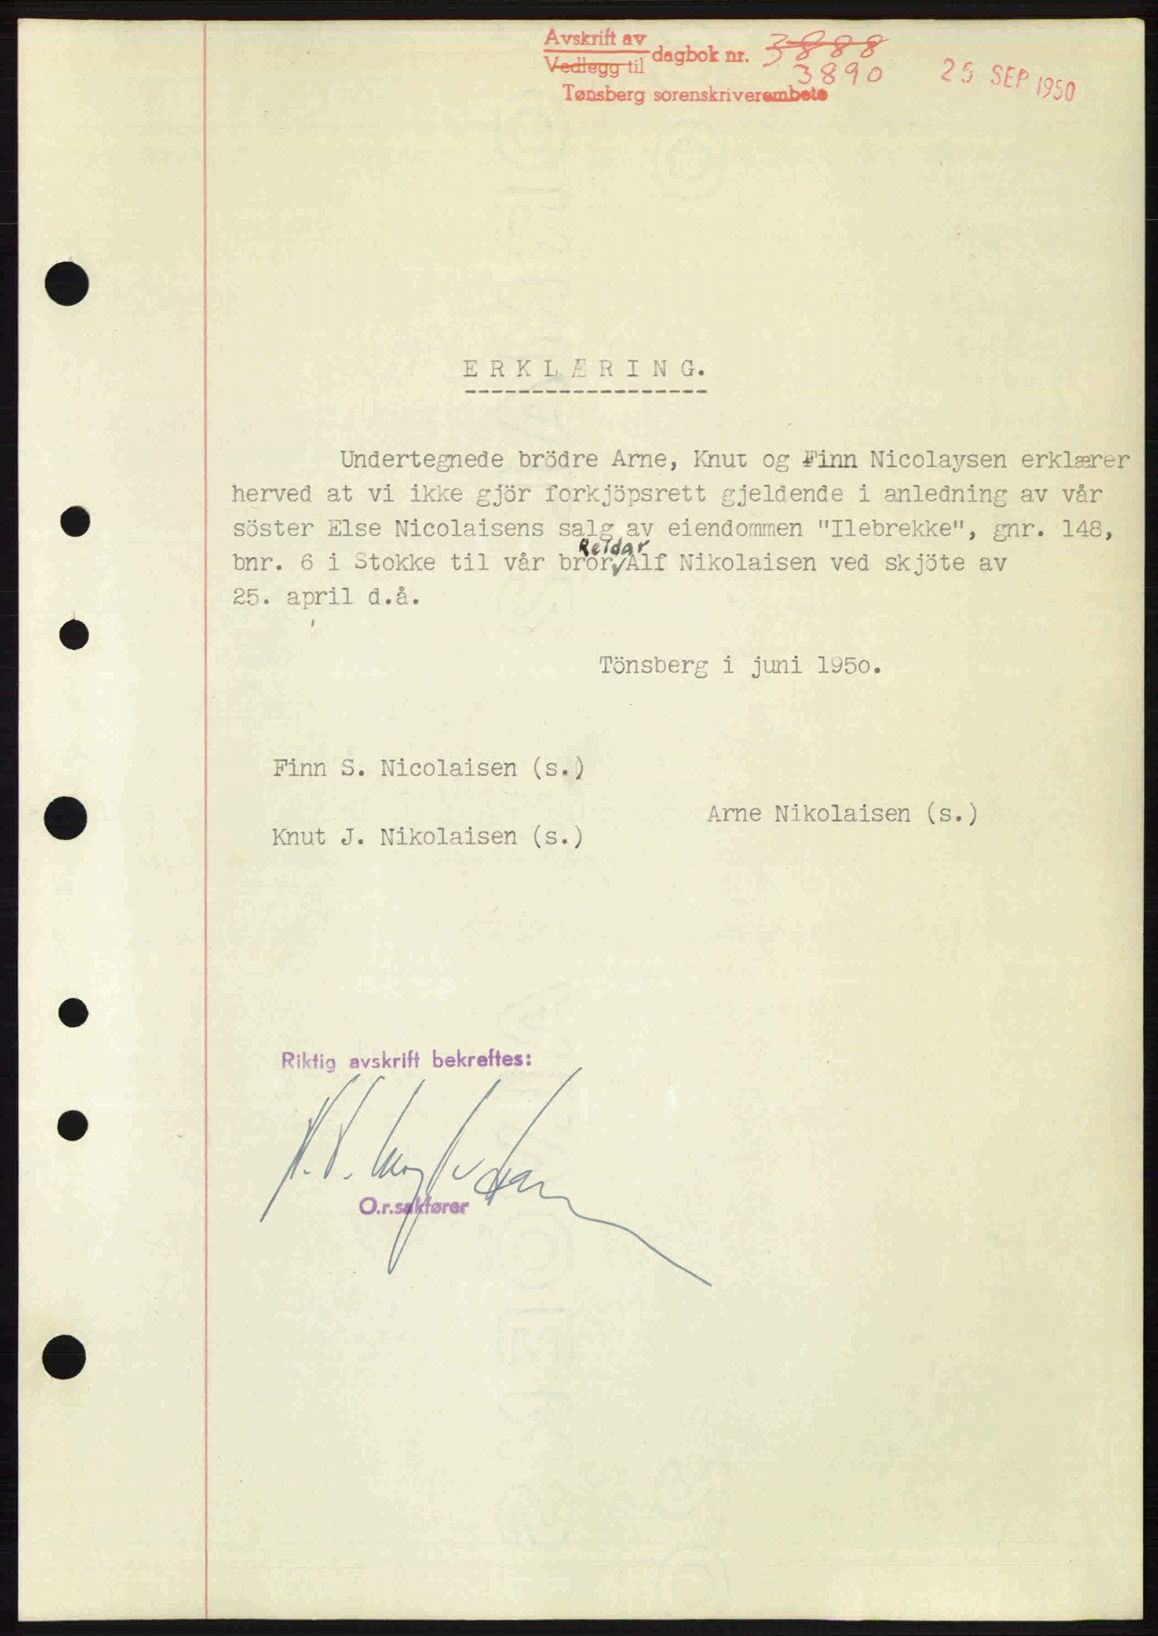 Avskrift av
Vedlegg til
dagbok nr. 3888
3890
Tønsberg sorenskriverembete
25 SEP 1950
ERKLÆRING.
Undertegnede brödre Arne, Knut og Finn Nicolaysen erklærer
herved at vi ikke gjör forkjöpsrett gjeldende i anledning av vår
söster Else Nicolaisens salg av eiendommen "Ilebrekke", gnr. 148,
Reidar
bnr. 6 i Stokke til vår bror, Alf Nikolaisen ved skjöte av
25. april d.å.
Tönsberg i juni 195o.
Finn S. Nicolaisen (s.)
Arne Nikolaisen (s.)
Knut J. Nikolaisen (s.)
Riktig avskrift bekreftes:
O.r.sakfører